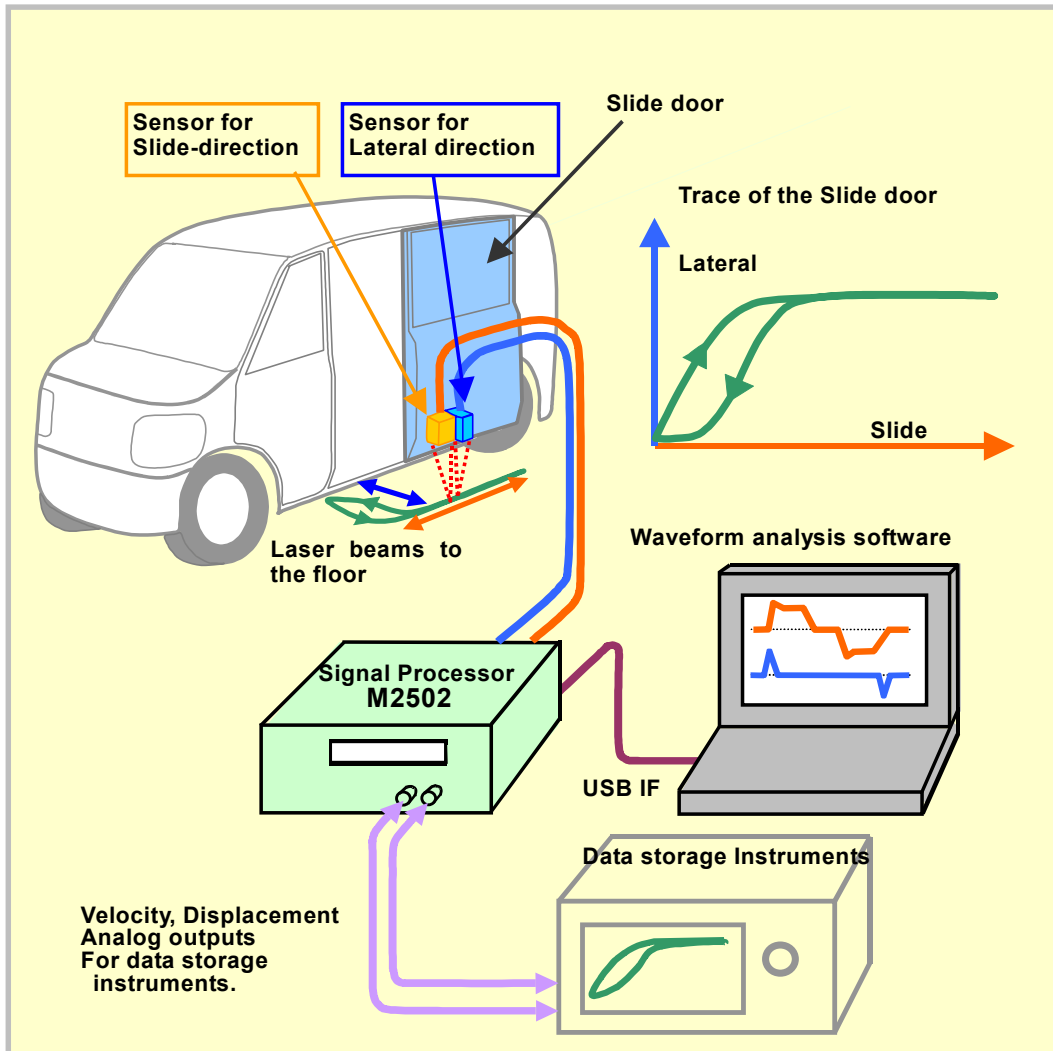 Slide door
Sensor for
Slide-direction
Sensor for
Lateral direction
Trace of the Slide door
Lateral
Slide
Laser beams to
the floor
Waveform analysis software
Signal Processor
M2502
USB IF
Data storage Instruments
Velocity, Displacement
Analog outputs
For data storage
instruments.